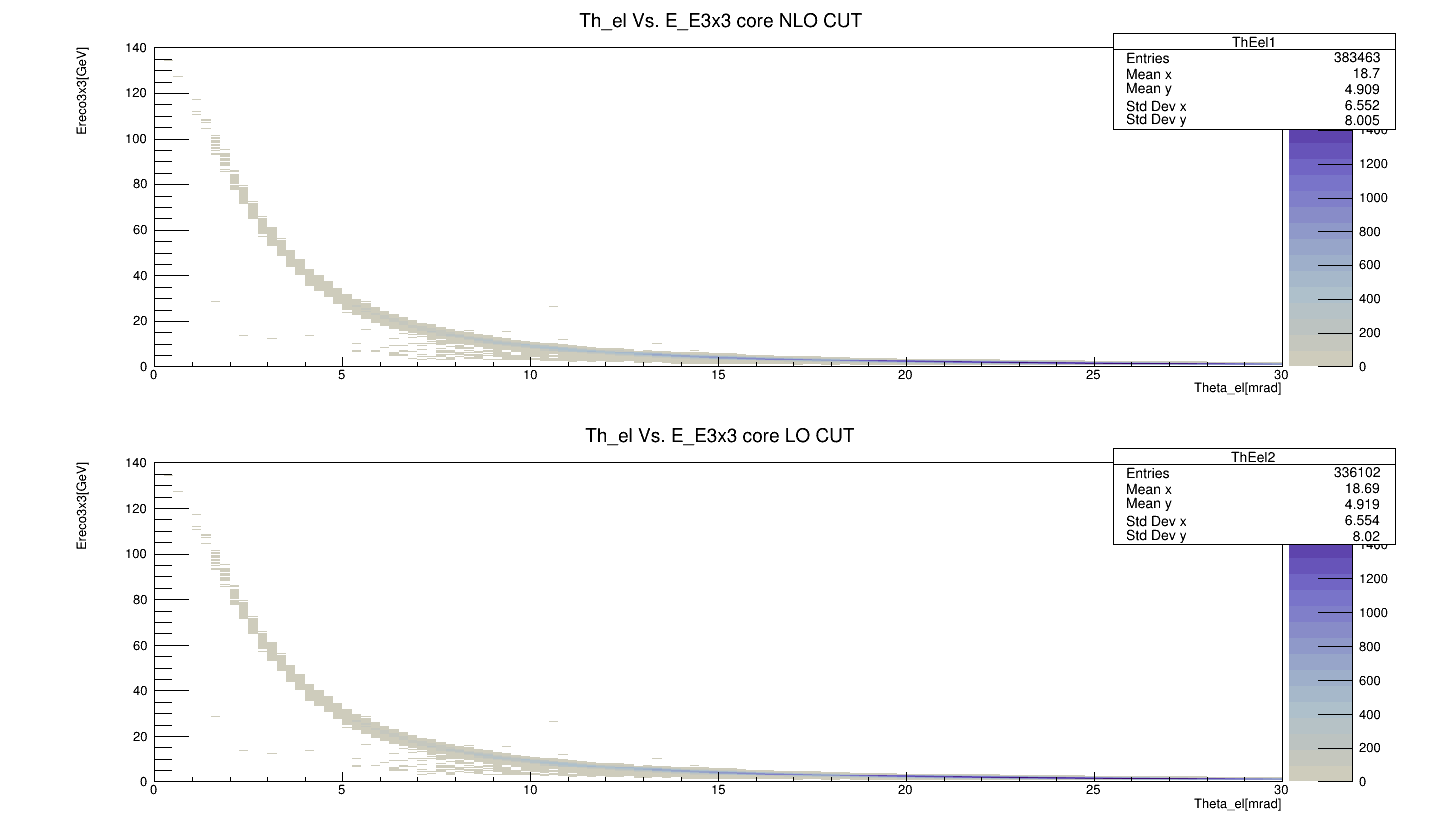 Th_el Vs. E_E3x3 core NLO CUT
Ereco3x3[GeV]
ThEel1
Entries 383463
Mean x 18.7
Mean y 4.909
Std Dev x 6.552
Std Dev y 8.005
140
120
100
80
60
40
20
0
0 5 10 15 20 25 30
Theta_el[mrad]
1400
1200
1000
800
600
400
200
0
Th_el Vs. E_E3x3 core LO CUT
Ereco3x3[GeV]
ThEel2
Entries 336102
Mean x 18.69
Mean y 4.919
Std Dev x 6.554
Std Dev y 8.02
140
120
100
80
60
40
20
0
0 5 10 15 20 25 30
Theta_el[mrad]
1400
1200
1000
800
600
400
200
0